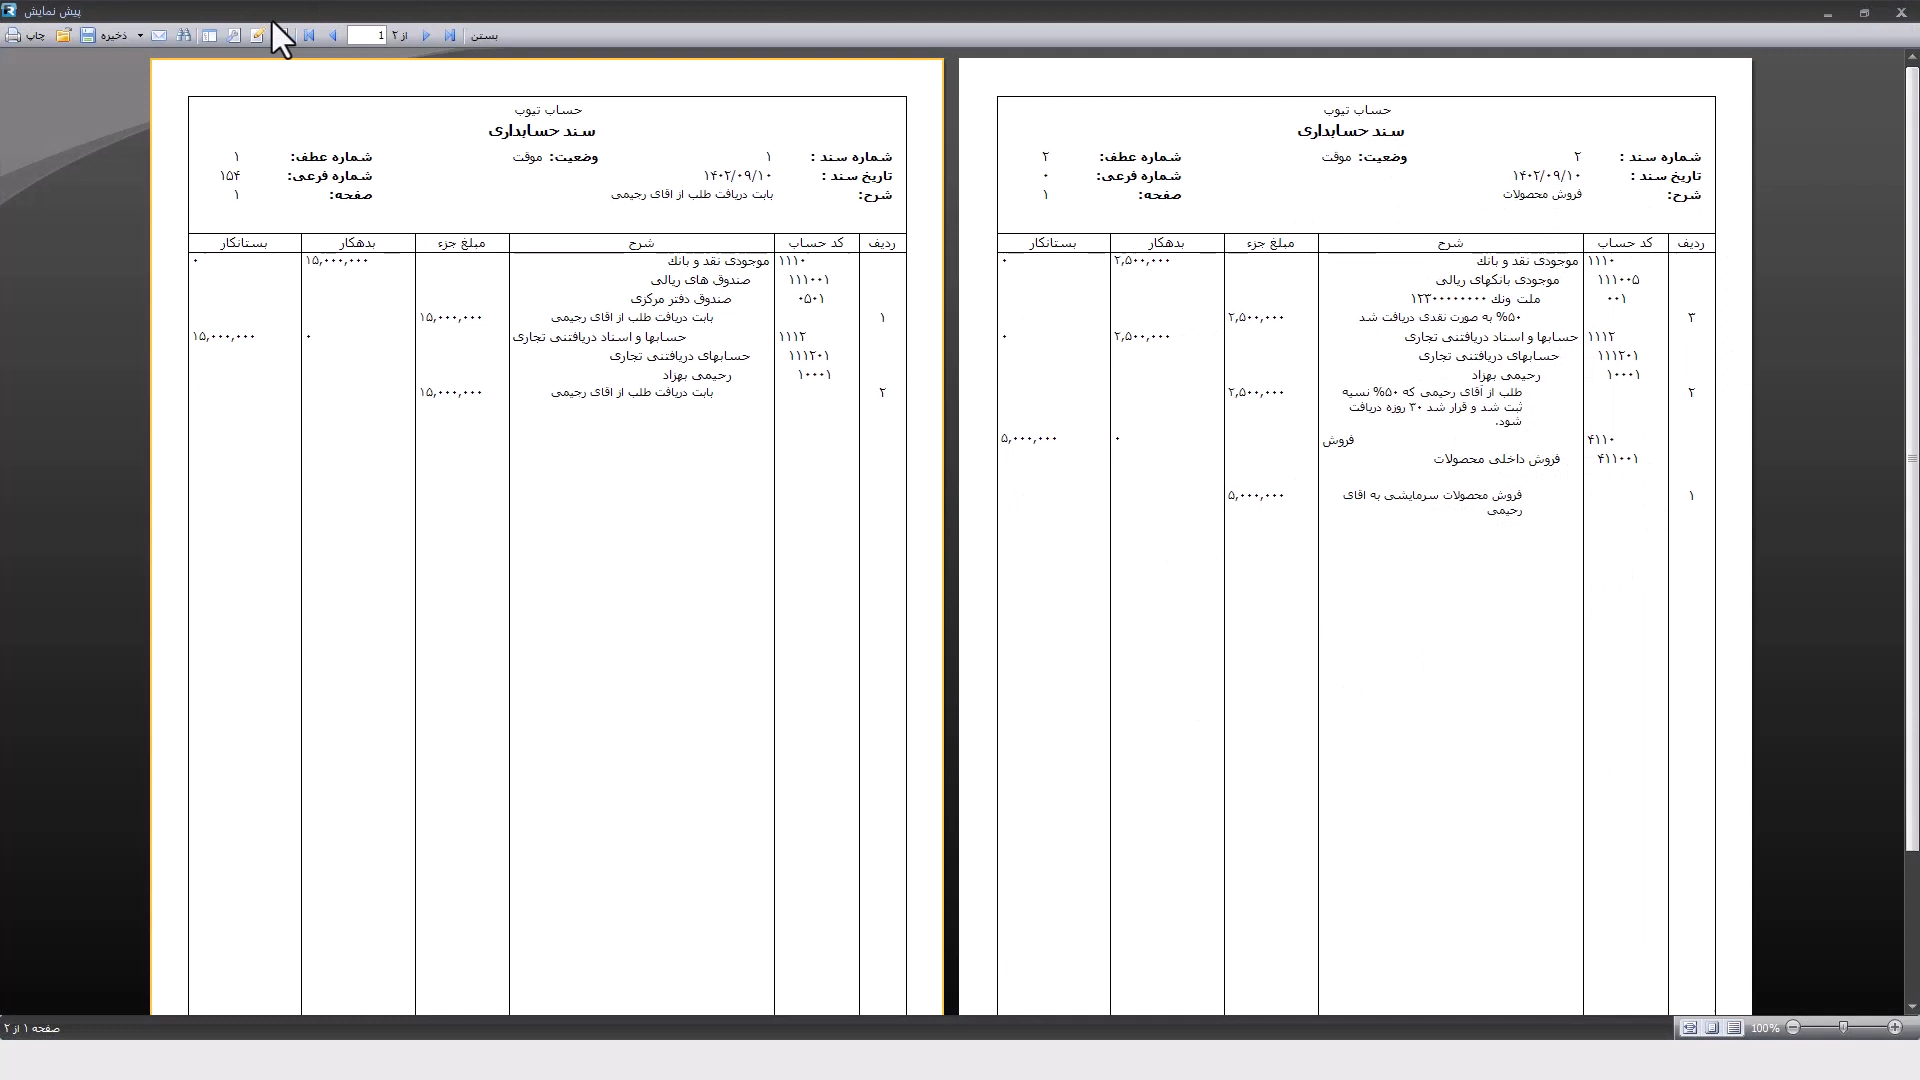 پیش نمایش
چاپ ذخیره 1 از ۲ بستن
حساب تیوب
سند حسابداری
شماره سند : ۱ وضعیت: موقت شماره عطف: ۱
تاریخ سند : ۱۴۰۲/۰۹/۱۰ شماره فرعی: ۱۵۴
شرح: بابت دریافت طلب از اقای رحیمی صفحه: ۱
ردیف کد حساب شرح مبلغ جزء بدهکار بستانکار
۱۱۱۰ موجودی نقد و بانك ۱۵,۰۰۰,۰۰۰ ۰
۱۱۱۰۰۱ صندوق های ریالی
۰۵۰۱ صندوق دفتر مرکزی
۱ بابت دریافت طلب از اقای رحیمی ۱۵,۰۰۰,۰۰۰
۱۱۱۲ حسابها و اسناد دریافتنی تجاری ۰ ۱۵,۰۰۰,۰۰۰
۱۱۱۲۰۱ حسابهای دریافتنی تجاری
۱۰۰۰۱ رحیمی بهزاد
۲ بابت دریافت طلب از اقای رحیمی ۱۵,۰۰۰,۰۰۰
حساب تیوب
سند حسابداری
شماره سند : ۲ وضعیت: موقت شماره عطف: ۲
تاریخ سند : ۱۴۰۲/۰۹/۱۰ شماره فرعی: ۰
شرح: فروش محصولات صفحه: ۱
ردیف کد حساب شرح مبلغ جزء بدهکار بستانکار
۱۱۱۰ موجودی نقد و بانك ۲,۵۰۰,۰۰۰ ۰
۱۱۱۰۰۵ موجودی بانکهای ریالی
۰۰۱ ملت ونك ۱۲۳۰۰۰۰۰۰۰۰
۳ ۵۰% به صورت نقدی دریافت شد ۲,۵۰۰,۰۰۰
۱۱۱۲ حسابها و اسناد دریافتنی تجاری ۲,۵۰۰,۰۰۰ ۰
۱۱۱۲۰۱ حسابهای دریافتنی تجاری
۱۰۰۰۱ رحیمی بهزاد
۲ طلب از آقای رحیمی که ۵۰% نسیه ۲,۵۰۰,۰۰۰
ثبت شد و قرار شد ۳۰ روزه دریافت
شود.
۴۱۱۰ فروش ۰ ۵,۰۰۰,۰۰۰
۴۱۱۰۰۱ فروش داخلی محصولات
۱ فروش محصولات سرمایشی به اقای ۵,۰۰۰,۰۰۰
رحیمی
صفحه ۱ از ۲
100%